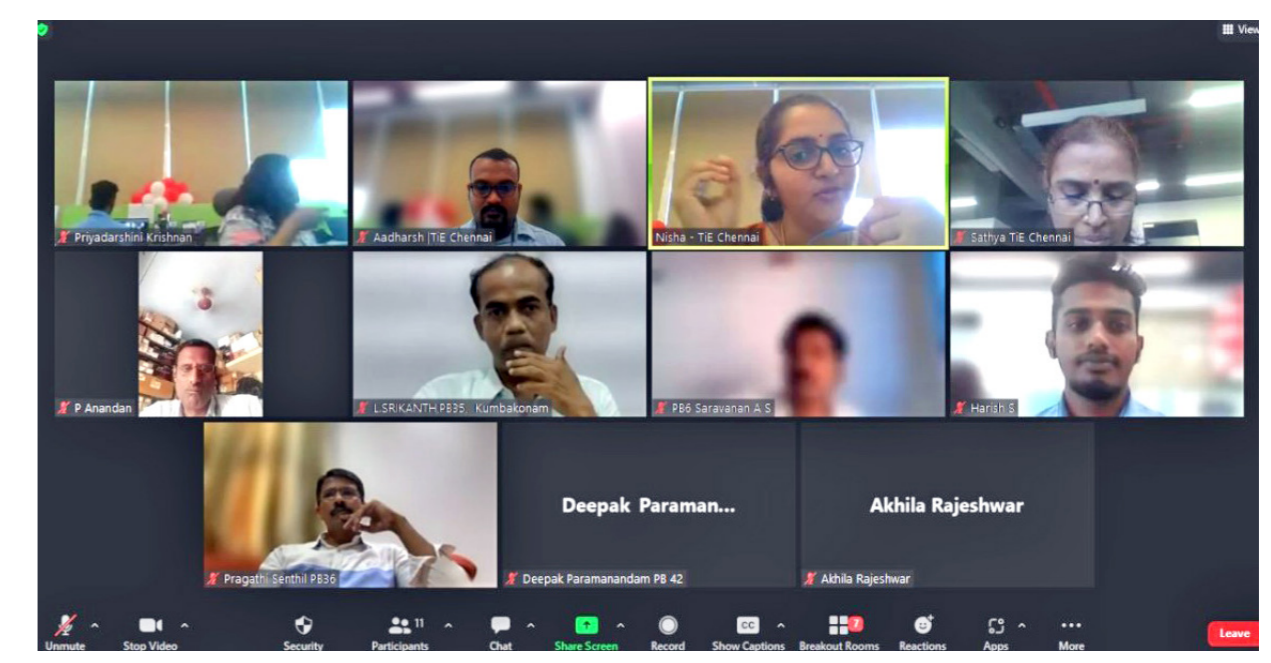 View
Priyadarshini Krishnan
Aadharsh |TiE Chennai
Nisha - TiE Chennai
Sathya TiE Chennai
P Anandan
L.SRIKANTH PB35, Kumbakonam
PB6 Saravanan A S
Harish S
Pragathi Senthil PB36
Deepak Paraman...
Deepak Paramanandam PB 42
Akhila Rajeshwar
Akhila Rajeshwar
Unmute
Stop Video
Security
11
Participants
Chat
Share Screen
Record
CC
Show Captions
7
Breakout Rooms
Reactions
Apps
More
Leave